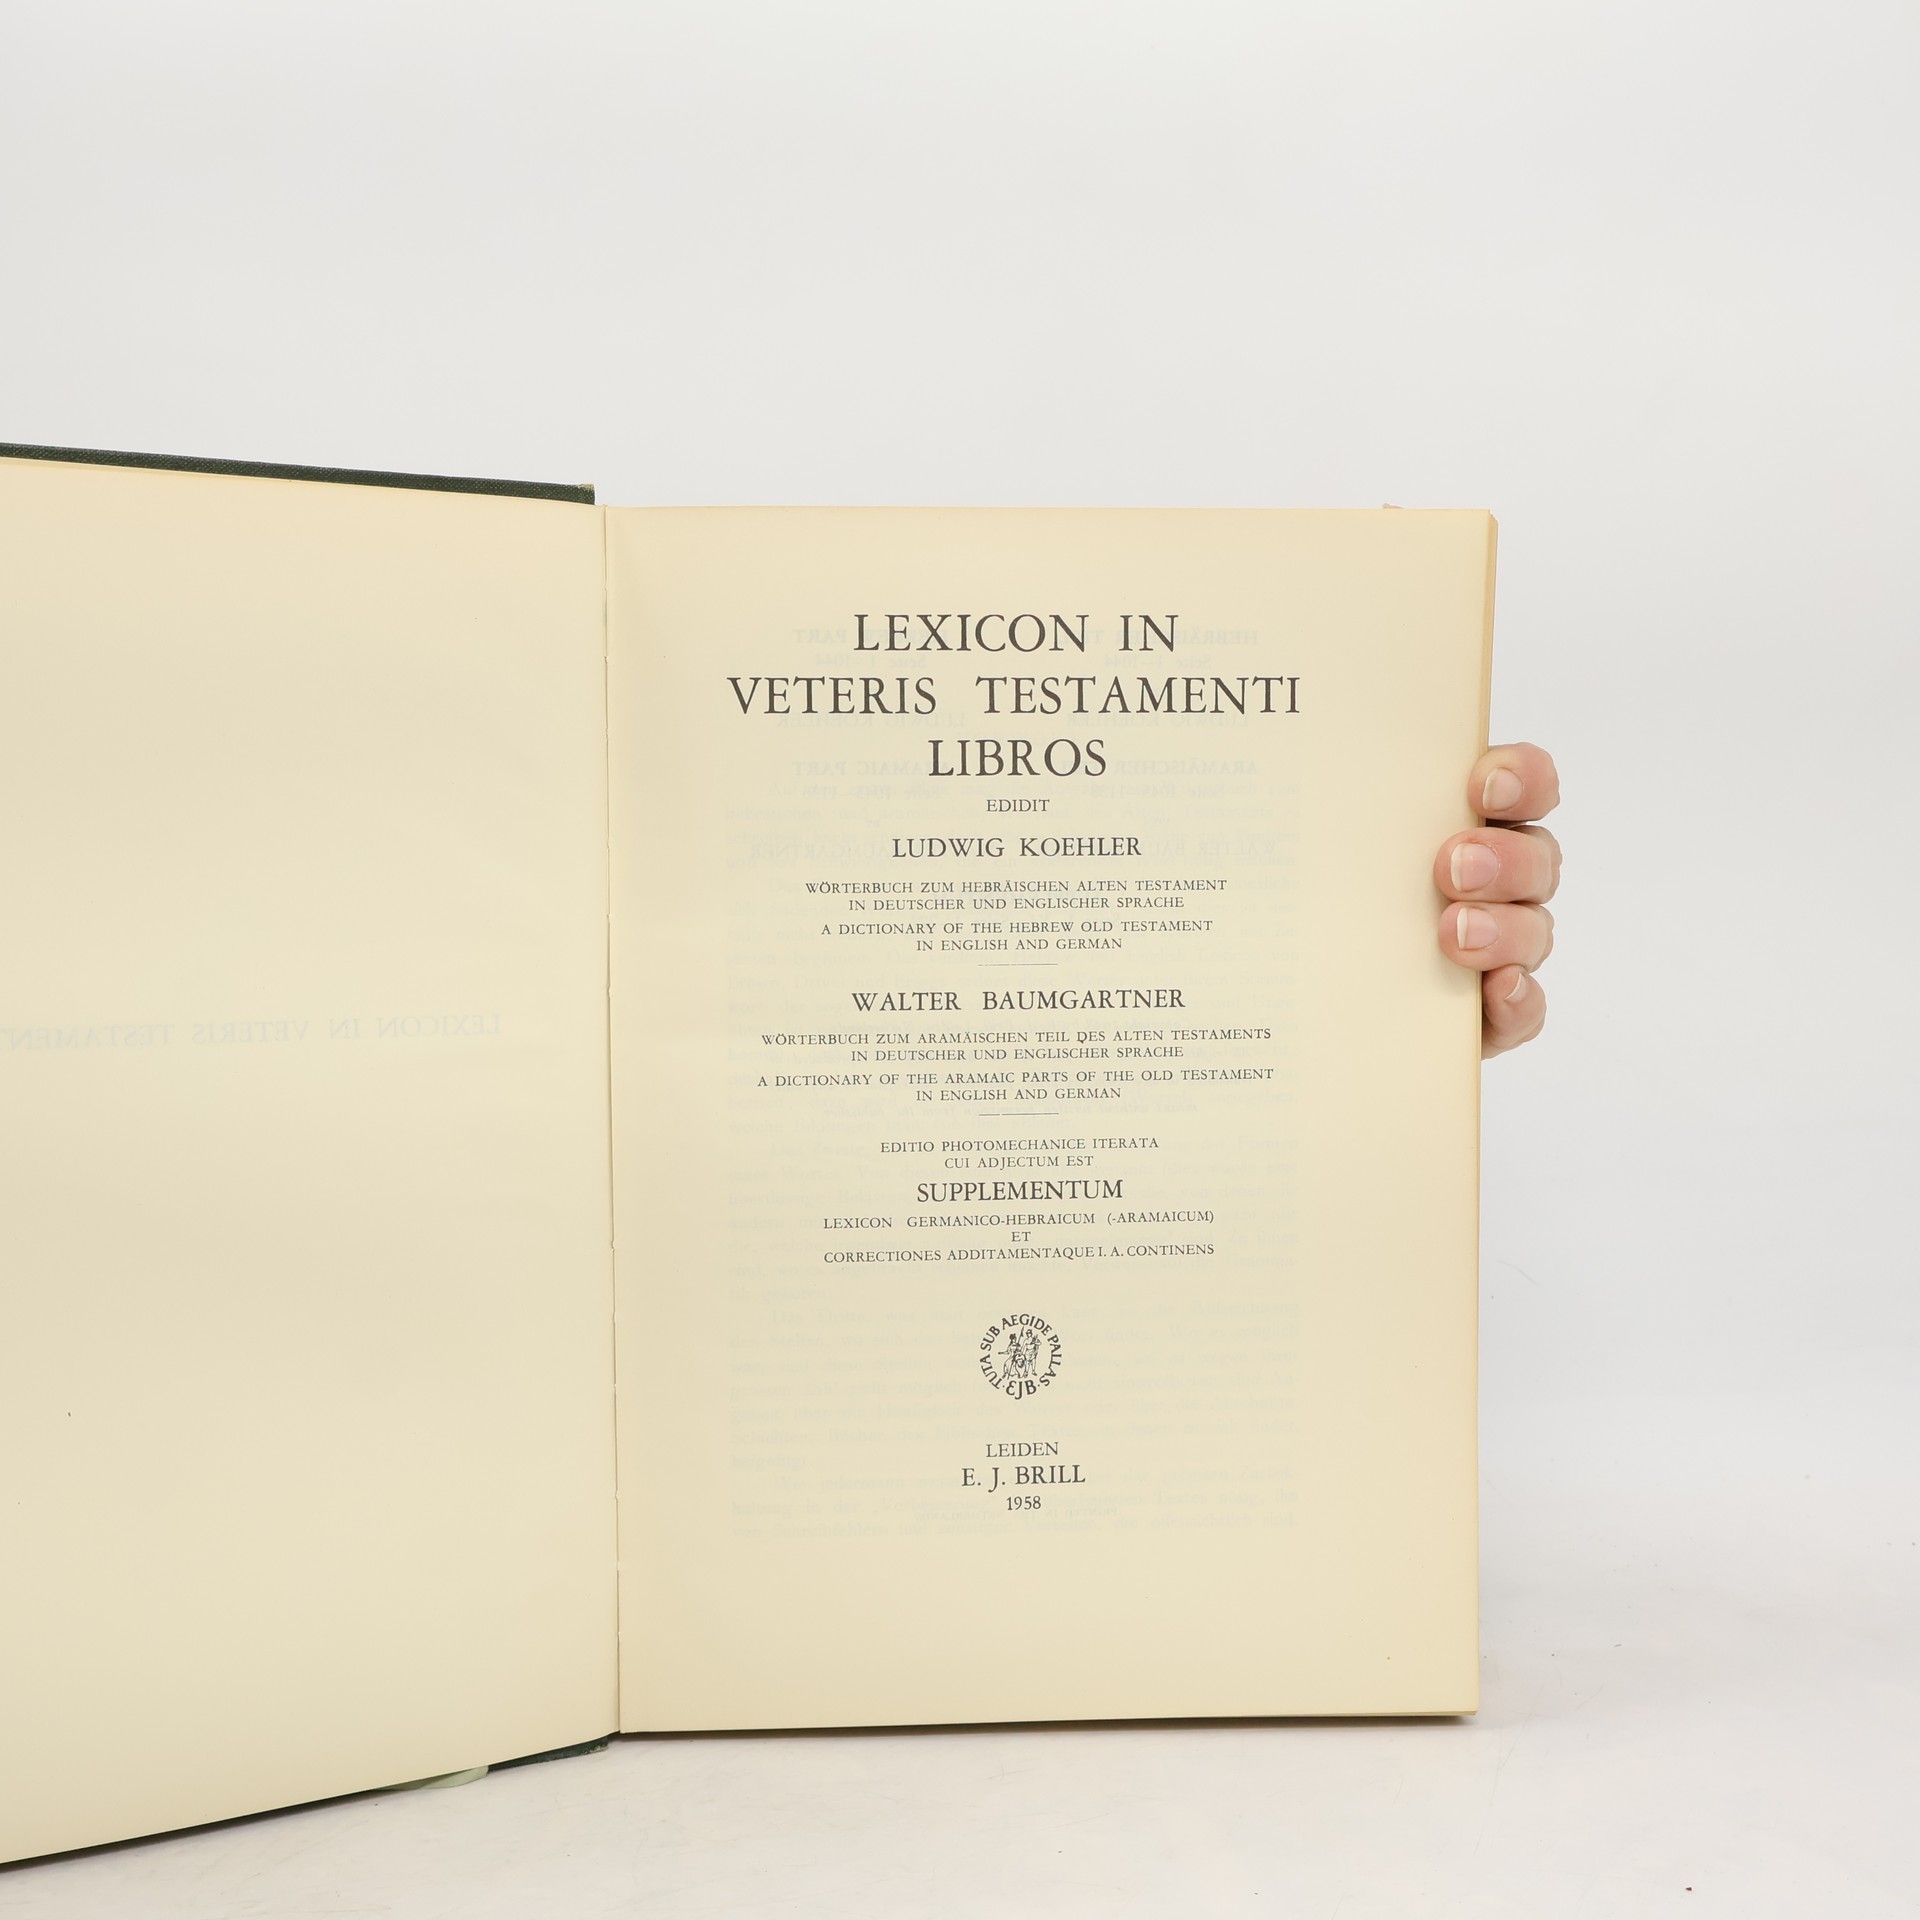 LEXICON IN VETERIS TESTAMENT
LEXICON IN
VETERIS TESTAMENTI
LIBROS
EDIDIT
LUDWIG KOEHLER
WÖRTERBUCH ZUM HEBRÄISCHEN ALTEN TESTAMENT
IN DEUTSCHER UND ENGLISCHER SPRACHE
A DICTIONARY OF THE HEBREW OLD TESTAMENT
IN ENGLISH AND GERMAN
WALTER BAUMGARTNER
WÖRTERBUCH ZUM ARAMÄISCHEN TEIL DES ALTEN TESTAMENTS
IN DEUTSCHER UND ENGLISCHER SPRACHE
A DICTIONARY OF THE ARAMAIC PARTS OF THE OLD TESTAMENT
IN ENGLISH AND GERMAN
EDITIO PHOTOMECHANICE ITERATA
CUI ADJECTUM EST
SUPPLEMENTUM
LEXICON GERMANICO-HEBRAICUM (-ARAMAICUM)
ET
CORRECTIONES ADDITAMENTAQUE I. A. CONTINENS
TUTA SUB AEGIDE PALLAS · EJB ·
LEIDEN
E. J. BRILL
1958